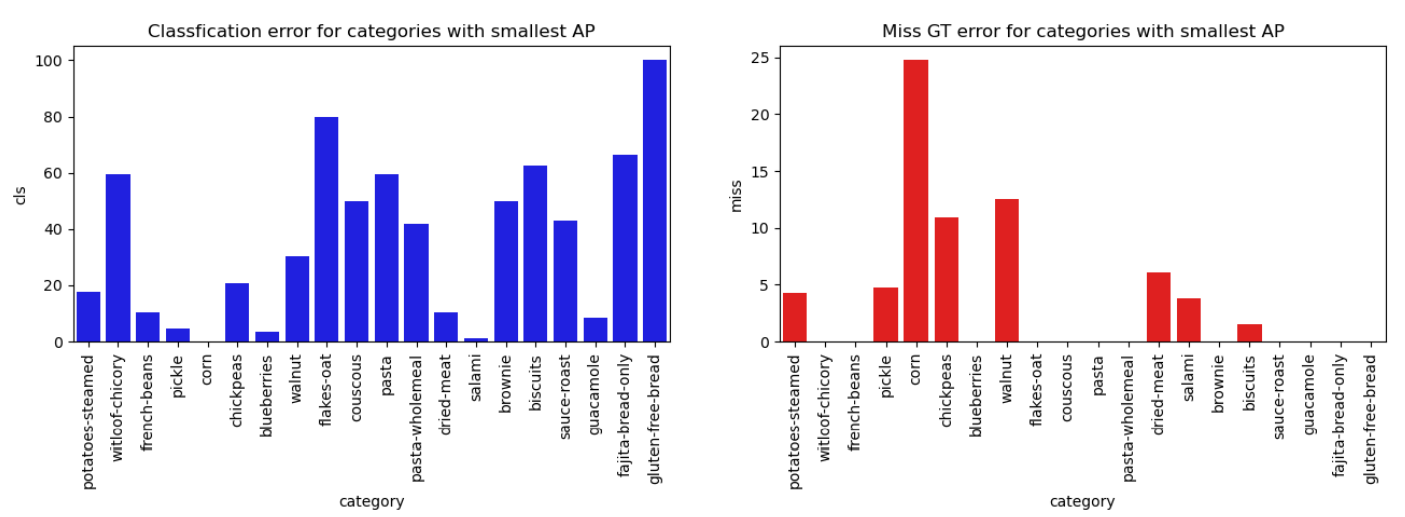 Classfication error for categories with smallest AP
100
80
60
40
20
0
cls
potatoes-steamed
witloof-chicory
french-beans
pickle
corn
chickpeas
blueberries
walnut
flakes-oat
couscous
pasta
pasta-wholemeal
dried-meat
salami
brownie
biscuits
sauce-roast
guacamole
fajita-bread-only
gluten-free-bread
category
Miss GT error for categories with smallest AP
25
20
15
10
5
0
miss
potatoes-steamed
witloof-chicory
french-beans
pickle
corn
chickpeas
blueberries
walnut
flakes-oat
couscous
pasta
pasta-wholemeal
dried-meat
salami
brownie
biscuits
sauce-roast
guacamole
fajita-bread-only
gluten-free-bread
category